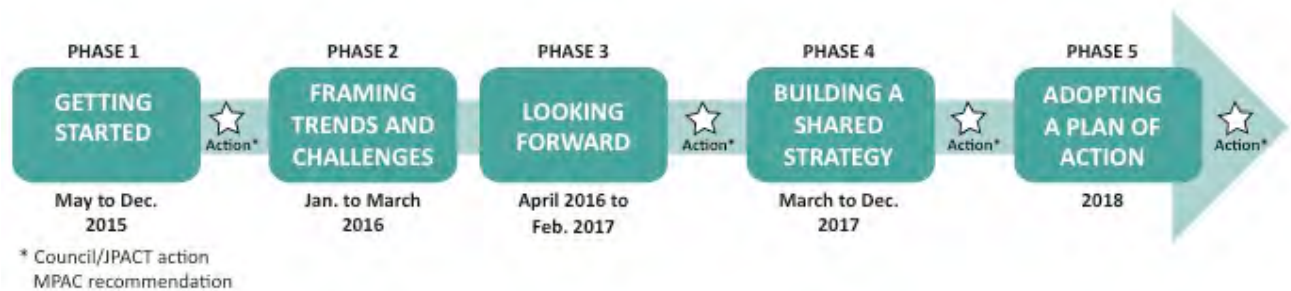 PHASE 1
GETTING
STARTED
May to Dec.
2015
Action*
PHASE 2
FRAMING
TRENDS AND
CHALLENGES
Jan. to March
2016
PHASE 3
LOOKING
FORWARD
April 2016 to
Feb. 2017
Action*
PHASE 4
BUILDING A
SHARED
STRATEGY
March to Dec.
2017
Action*
PHASE 5
ADOPTING
A PLAN OF
ACTION
2018
Action*
* Council/JPACT action
MPAC recommendation